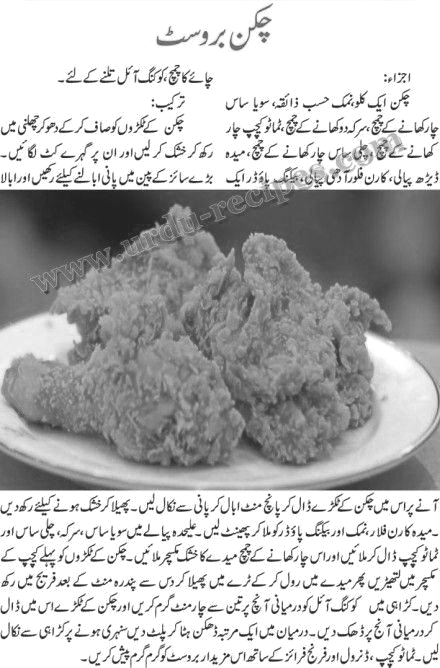 چکن بروسٹ
اجزاء:
چکن ایک کلو، نمک حسب ذائقہ، سویا ساس
چار کھانے کے چمچ، سرکہ دو کھانے کے چمچ، ٹماٹو کیچپ چار
کھانے کے چمچ، چلی ساس چار کھانے کے چمچ، میدہ
ڈیڑھ پیالی، کارن فلور آدھی پیالی، بیکنگ پاؤڈر ایک
چائے کا چمچ، کوکنگ آئل تلنے کے لئے۔
ترکیب:
چکن کے ٹکڑوں کو صاف کر کے دھو کر چھلنی میں
رکھ کر خشک کر لیں اور ان پر گہرے کٹ لگائیں۔
بڑے سائز کے پین میں پانی ابالنے کیلئے رکھیں اور ابالا
www.urdu-recipes.com
آنے پر اس میں چکن کے ٹکڑے ڈال کر پانچ منٹ ابال کر پانی سے نکال لیں۔ پھیلا کر خشک ہونے کیلئے رکھ دیں
۔میدہ کارن فلار، نمک اور بیکنگ پاؤڈر کو ملا کر پھینٹ لیں۔ علیحدہ پیالے میں سویا ساس، سرکہ، چلی ساس اور
ٹماٹو کیچپ ڈال کر ملائیں اور اس چار کھانے کے چمچ میدے کا خشک مکسچر ملائیں۔ چکن کے ٹکڑوں کو پہلے کیچپ کے
مکسچر میں لتھیڑیں پھر میدے میں رول کر کے ٹرے میں پھیلا کر دس سے پندرہ منٹ کے بعد فریج میں رکھ
دیں۔ کڑاہی میں کوکنگ آئل کو درمیانی آنچ پر تین سے چار منٹ گرم کریں اور چکن کے ٹکڑے اس میں ڈال
کر درمیانی آنچ پر ڈھک دیں۔ درمیان میں ایک مرتبہ ڈھکن ہٹا کر پلٹ دیں سنہری ہونے پر کڑاہی سے نکال
لیں۔ ٹماٹو کیچپ، ڈنر رول اور فرنچ فرائز کے ساتھ اس مزیدار بروسٹ کو گرم گرم پیش کریں۔